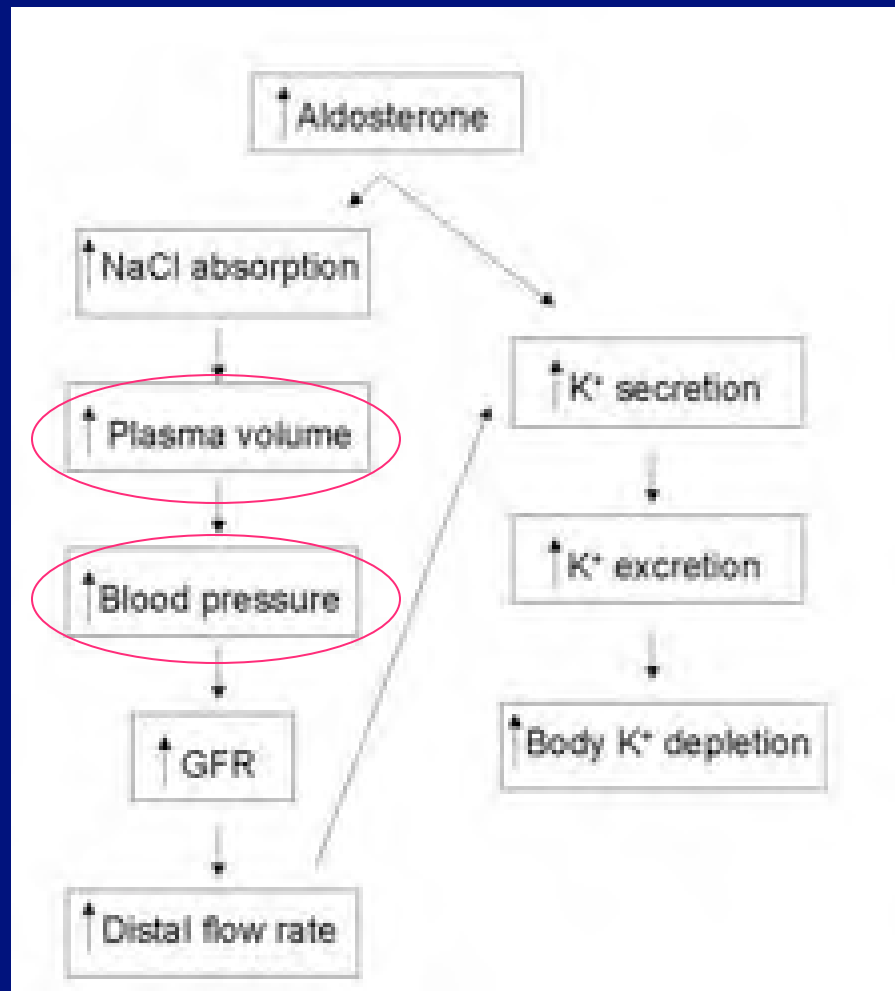 ↑Aldosterone
↑NaCl absorption
↑Plasma volume
↑Blood pressure
↑GFR
↑Distal flow rate
↑K⁺ secretion
↑K⁺ excretion
↑Body K⁺ depletion